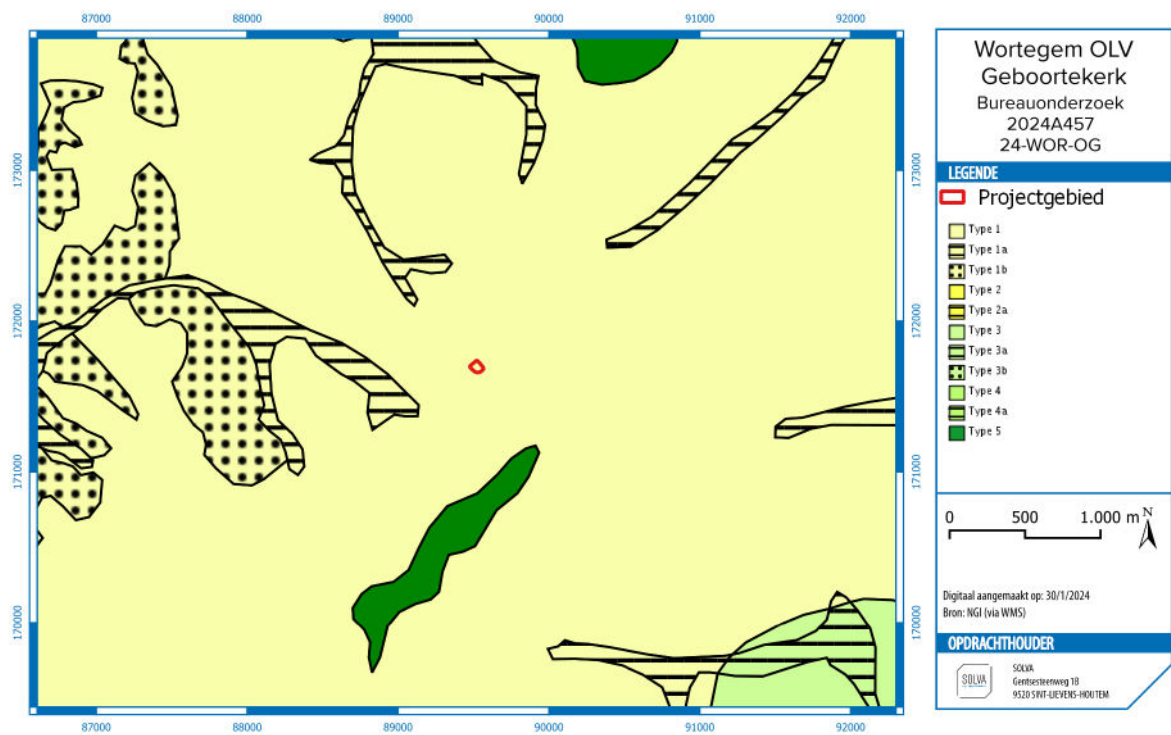 87000 88000 89000 90000 91000 92000
173000
172000
171000
170000
173000
172000
171000
170000
87000 88000 89000 90000 91000 92000
Wortegem OLV
Geboortekerk
Bureauonderzoek
2024A457
24-WOR-OG
LEGENDE
Projectgebied
Type 1
Type 1a
Type 1b
Type 2
Type 2a
Type 3
Type 3a
Type 3b
Type 4
Type 4a
Type 5
0 500 1.000 m N
Digitaal aangemaakt op: 30/1/2024
Bron: NGI (via WMS)
OPDRACHTHOUDER
SOLVA
SOLVA
Gentsesteenweg 1B
9520 SINT-LIEVENS-HOUTEM